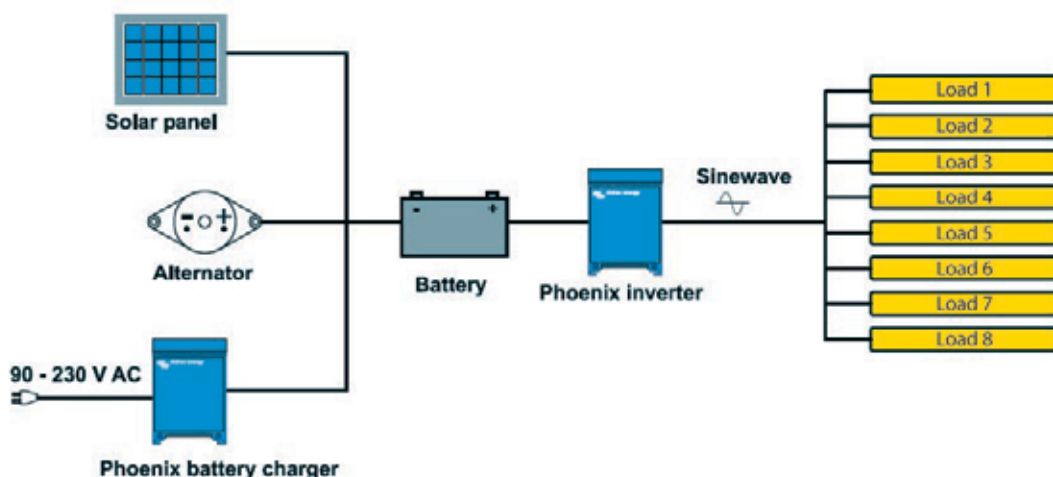 Solar panel
Alternator
90 - 230 V AC
Phoenix battery charger
- +
Battery
Phoenix inverter
Sinewave
Load 1
Load 2
Load 3
Load 4
Load 5
Load 6
Load 7
Load 8